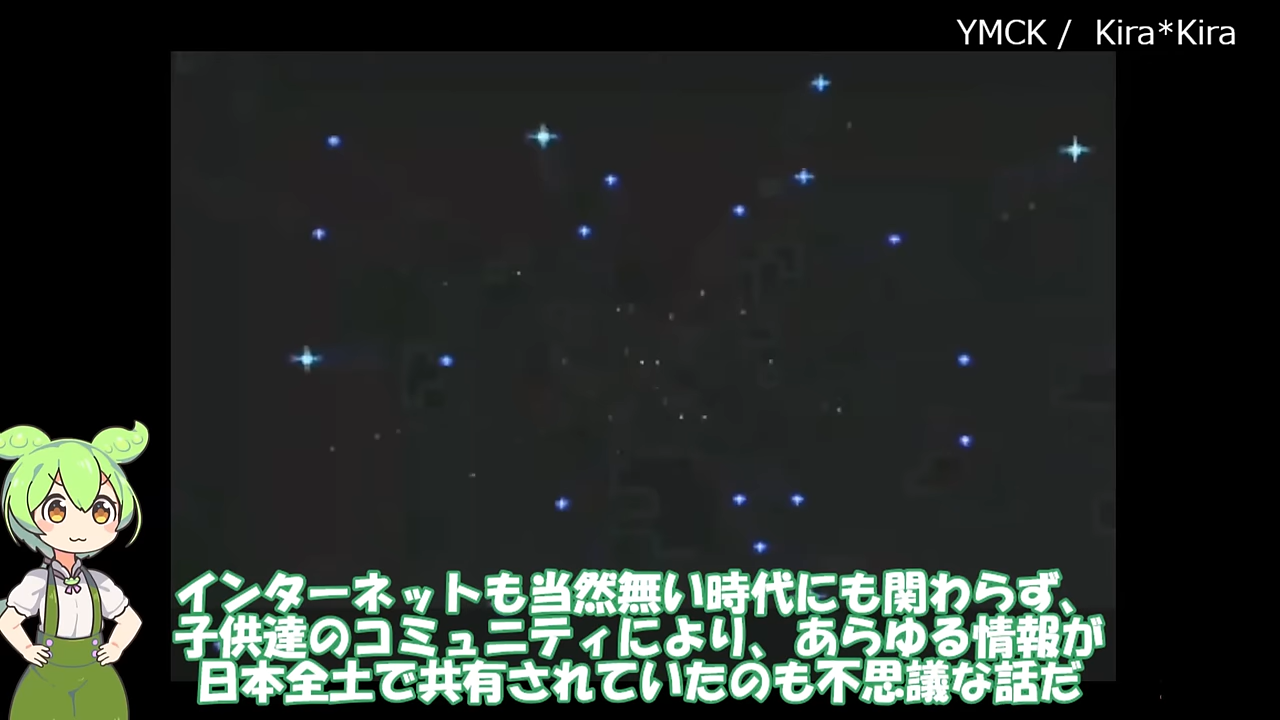 YMCK / Kira*Kira
インターネットも当然無い時代にも関わらず、
子供達のコミュニティにより、あらゆる情報が
日本全土で共有されていたのも不思議な話だ